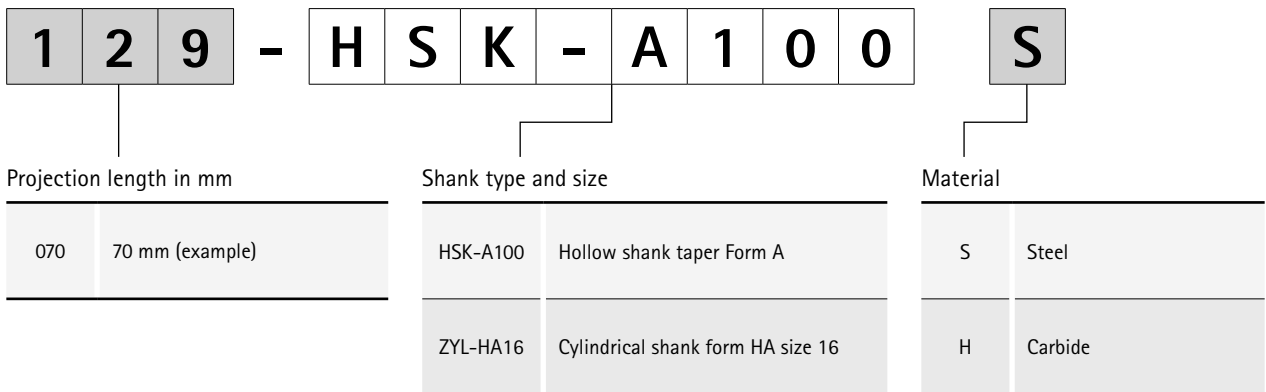 129-HSK-A100 S
Projection length in mm
070 70 mm (example)
Shank type and size
HSK-A100 Hollow shank taper Form A
ZYL-HA16 Cylindrical shank form HA size 16
Material
S Steel
H Carbide